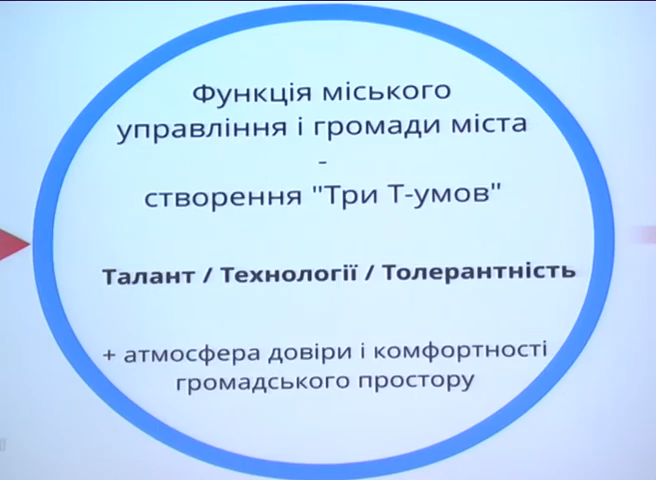 Функція міського
управління і громади міста
-
створення "Три Т-умов"
Талант / Технології / Толерантність
+ атмосфера довіри і комфортності
громадського простору